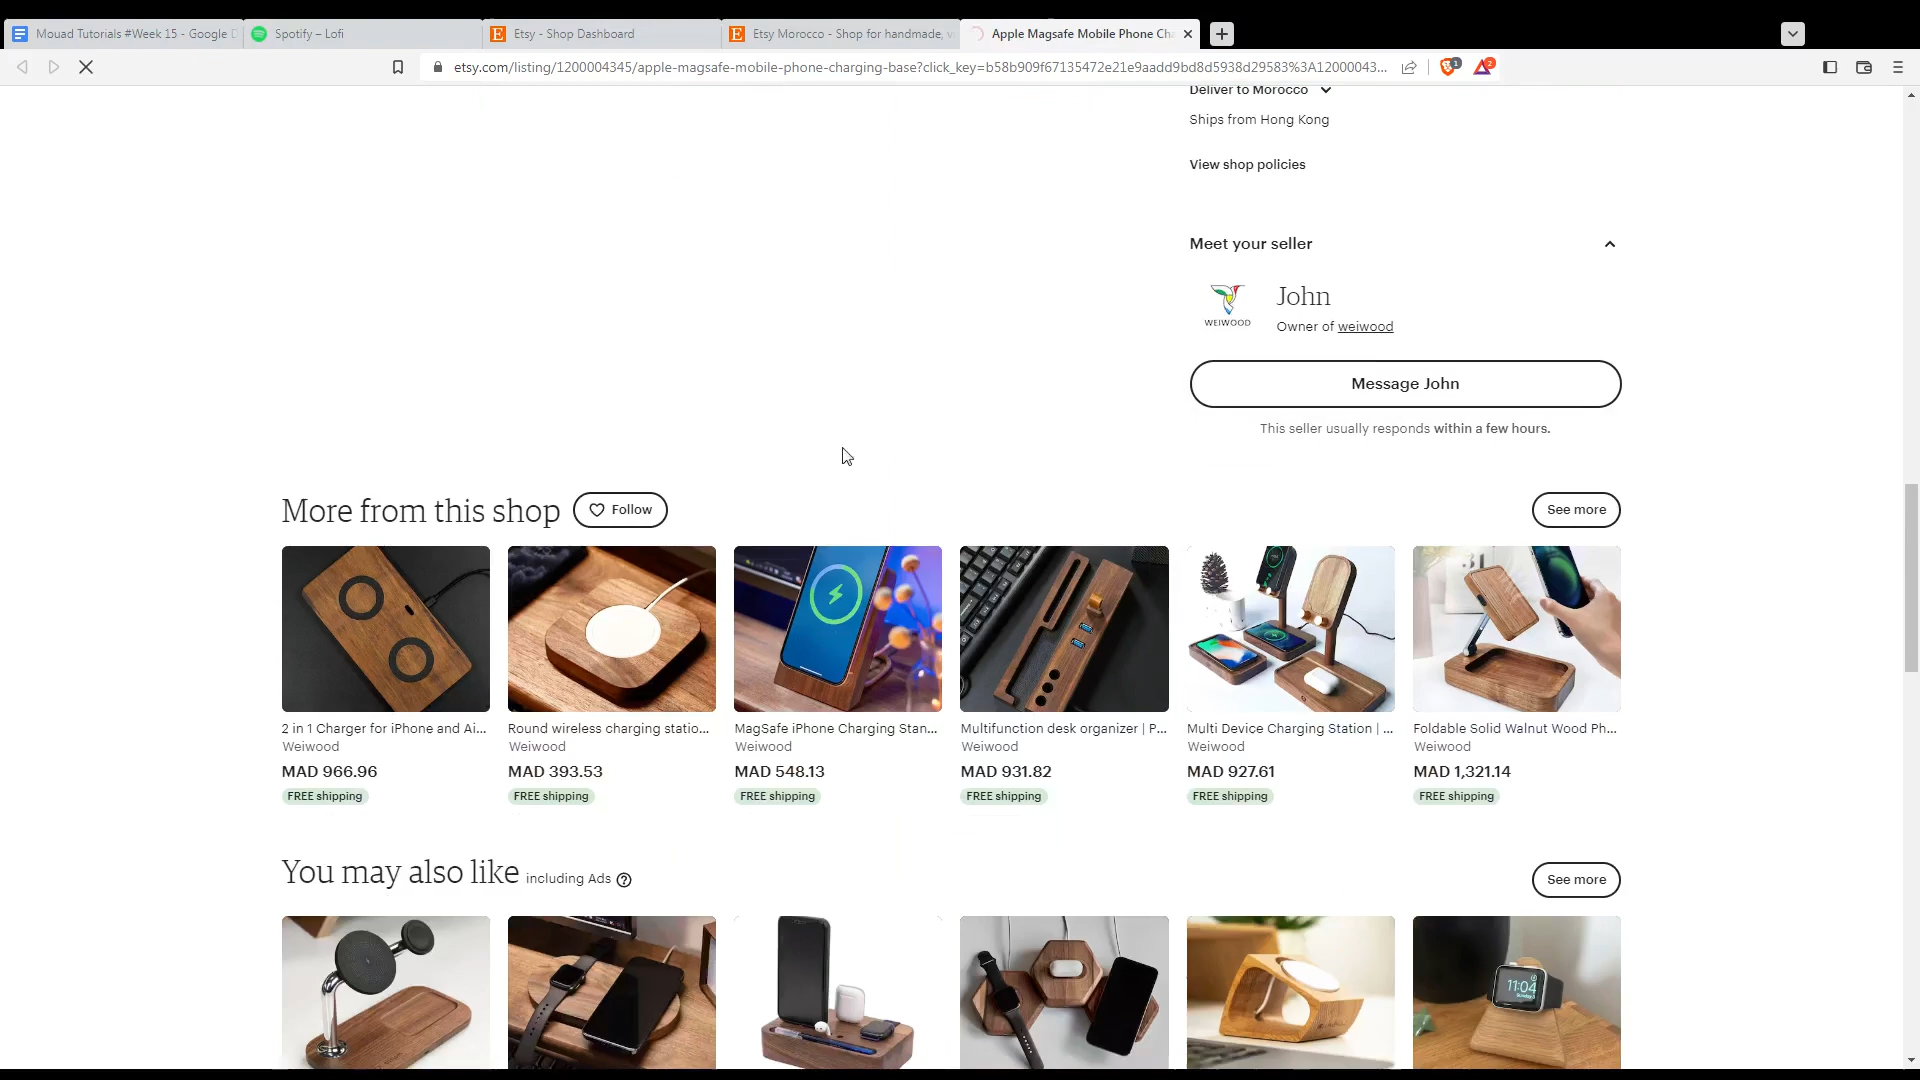 Mouad Tutorials #Week 15 - Google D
Spotify – Lofi
Etsy - Shop Dashboard
Etsy Morocco - Shop for handmade, v
Apple Magsafe Mobile Phone Ch
etsy.com/listing/1200004345/apple-magsafe-mobile-phone-charging-base?click_key=b58b909f67135472e21e9aadd9bd8d5938d29583%3A12000043...
1
2
Deliver to Morocco
Ships from Hong Kong
View shop policies
Meet your seller
WEIWOOD
John
Owner of weiwood
Message John
This seller usually responds within a few hours.
More from this shop
Follow
See more
2 in 1 Charger for iPhone and Ai...
Weiwood
MAD 966.96
FREE shipping
Round wireless charging statio...
Weiwood
MAD 393.53
FREE shipping
MagSafe iPhone Charging Stan...
Weiwood
MAD 548.13
FREE shipping
Multifunction desk organizer | P...
Weiwood
MAD 931.82
FREE shipping
Multi Device Charging Station | ...
Weiwood
MAD 927.61
FREE shipping
Foldable Solid Walnut Wood Ph...
Weiwood
MAD 1,321.14
FREE shipping
You may also like including Ads
See more
11:04